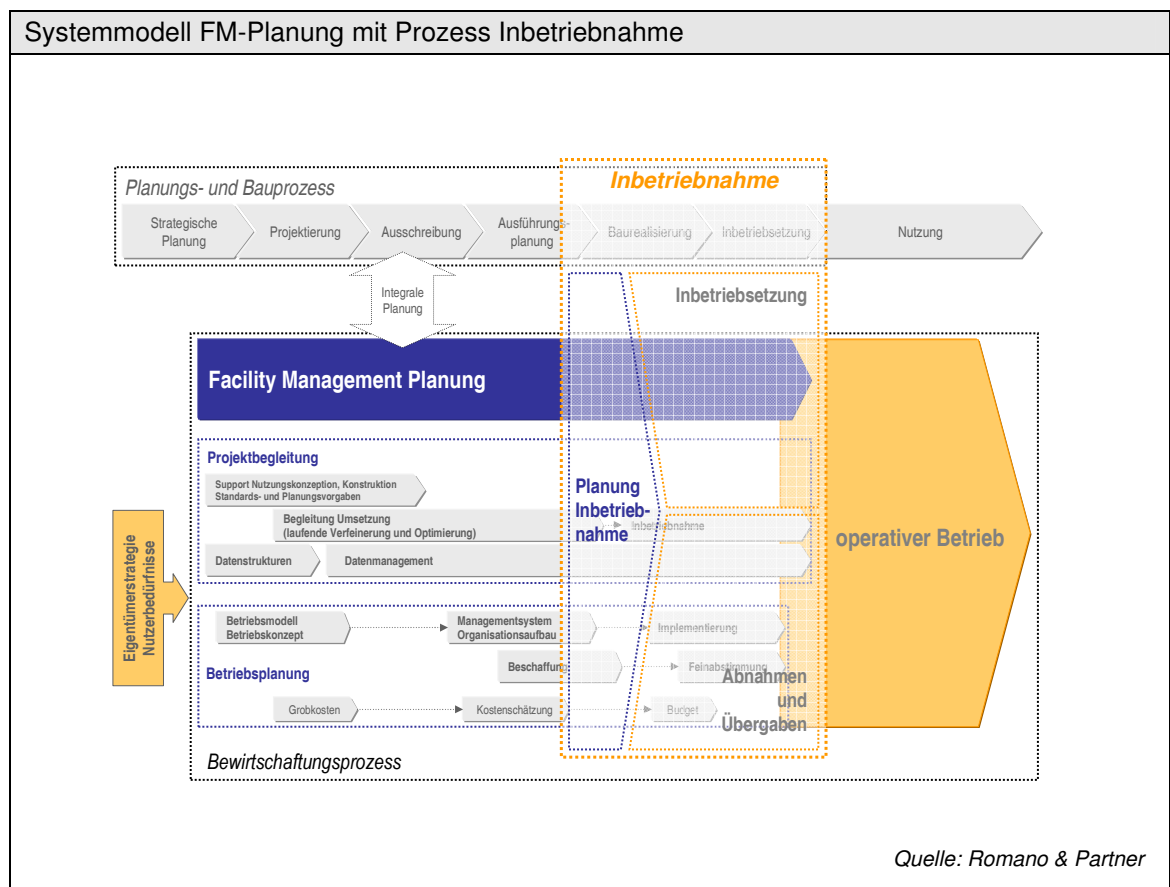 Systemmodell FM-Planung mit Prozess Inbetriebnahme
Planungs- und Bauprozess
Inbetriebnahme
Strategische
Planung
Projektierung
Ausschreibung
Ausführungs-
planung
Baurealisierung
Inbetriebsetzung
Nutzung
Integrale
Planung
Inbetriebsetzung
Facility Management Planung
Projektbegleitung
Support Nutzungskonzeption, Konstruktion
Standards- und Planungsvorgaben
Begleitung Umsetzung
(laufende Verfeinerung und Optimierung)
Inbetriebnahme
Datenstrukturen
Datenmanagement
Planung
Inbetrieb-
nahme
operativer Betrieb
Eigentümerstrategie
Nutzerbedürfnisse
Betriebsmodell
Betriebskonzept
Managementsystem
Organisationsaufbau
Implementierung
Beschaffung
Feinabstimmung
Betriebsplanung
Abnahmen
und
Übergaben
Grobkosten
Kostenschätzung
Budget
Bewirtschaftungsprozess
Quelle: Romano & Partner